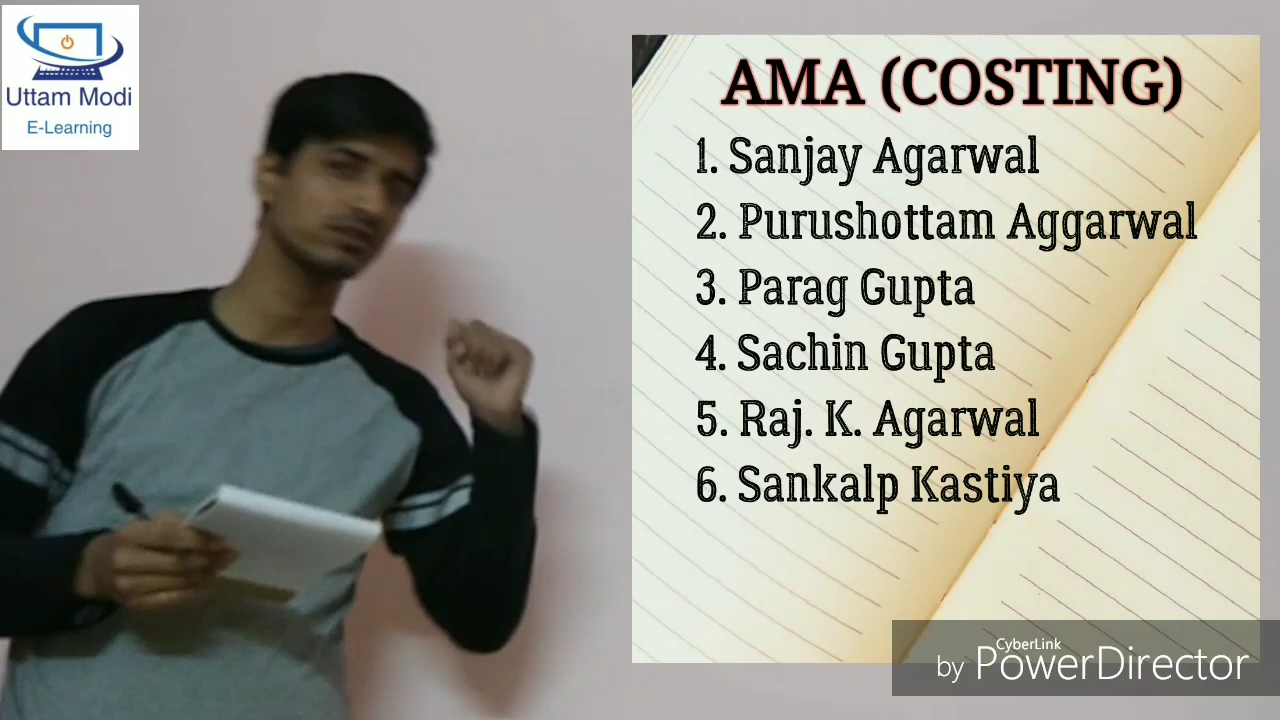 Uttam Modi
E-Learning
AMA (COSTING)
1. Sanjay Agarwal
2. Purushottam Aggarwal
3. Parag Gupta
4. Sachin Gupta
5. Raj. K. Agarwal
6. Sankalp Kastiya
CyberLink
by PowerDirector